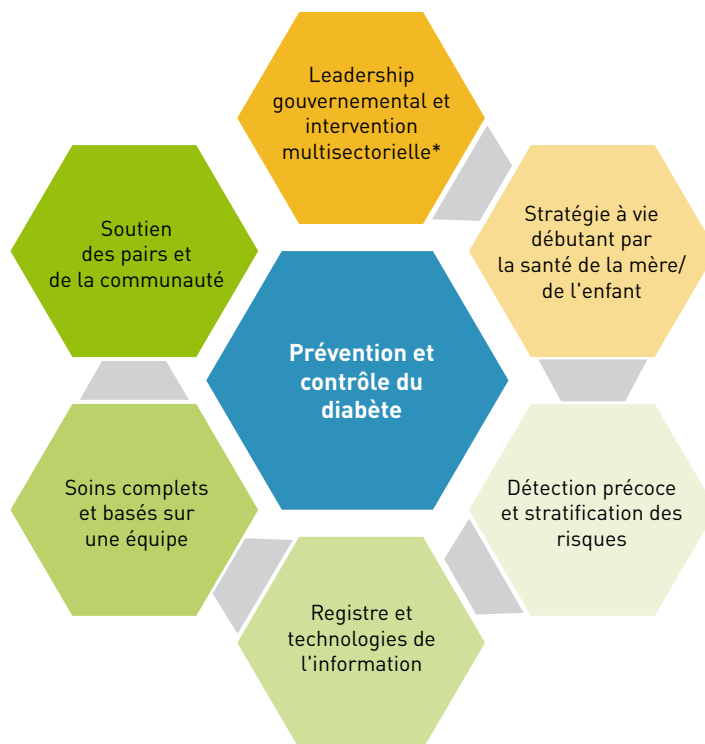 Leadership
gouvernemental et
intervention
multisectorielle*
Stratégie à vie
débutant par
la santé de la mère/
de l'enfant
Détection précoce
et stratification des
risques
Registre et
technologies de
l'information
Soins complets
et basés sur
une équipe
Soutien
des pairs et
de la communauté
Prévention et
contrôle du
diabète